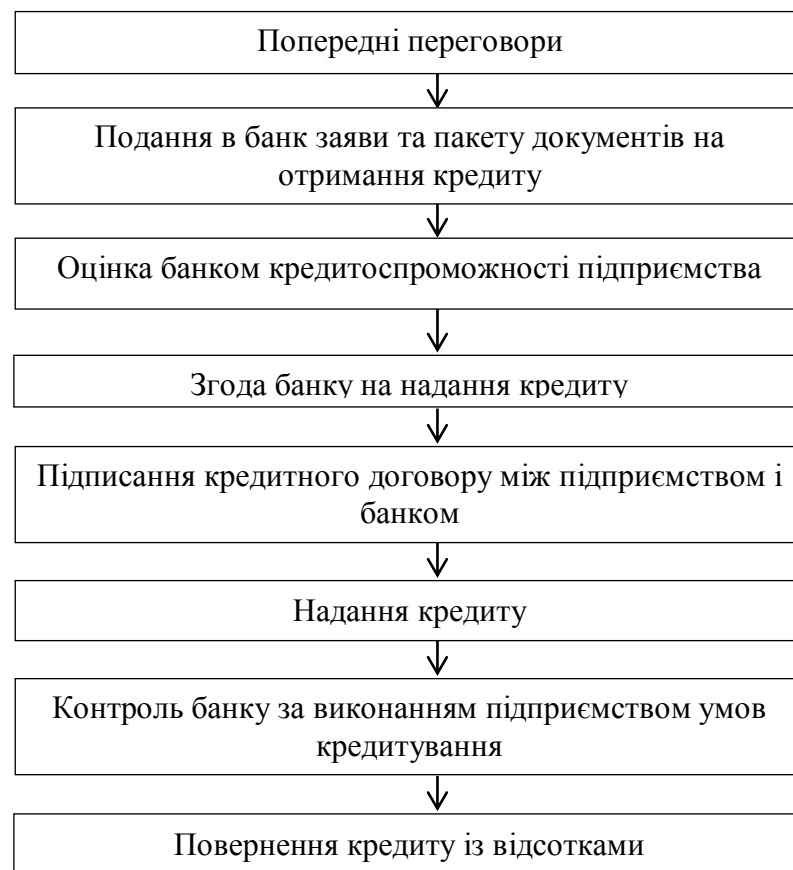 Попередні переговори
Подання в банк заяви та пакету документів на
отримання кредиту
Оцінка банком кредитоспроможності підприємства
Згода банку на надання кредиту
Підписання кредитного договору між підприємством і
банком
Надання кредиту
Контроль банку за виконанням підприємством умов
кредитування
Повернення кредиту із відсотками